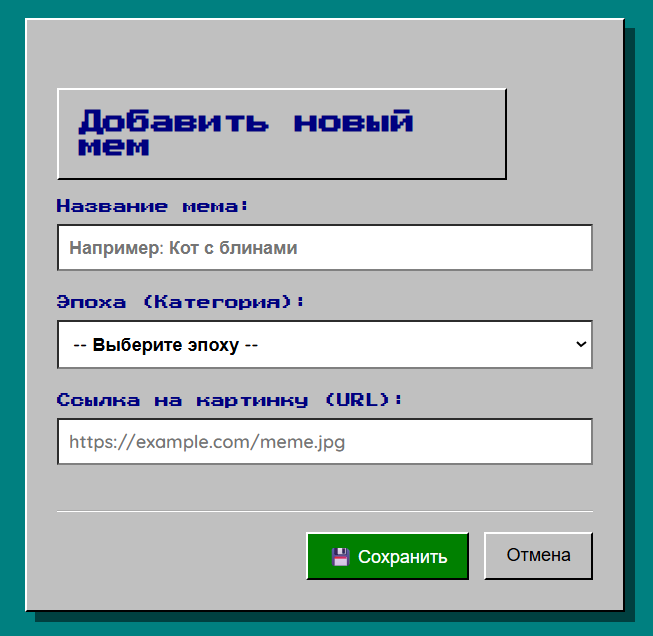 Добавить новый
мем
Название мема:
Например: Кот с блинами
Эпоха (Категория):
-- Выберите эпоху --
Ссылка на картинку (URL):
https://example.com/meme.jpg
💾 Сохранить Отмена